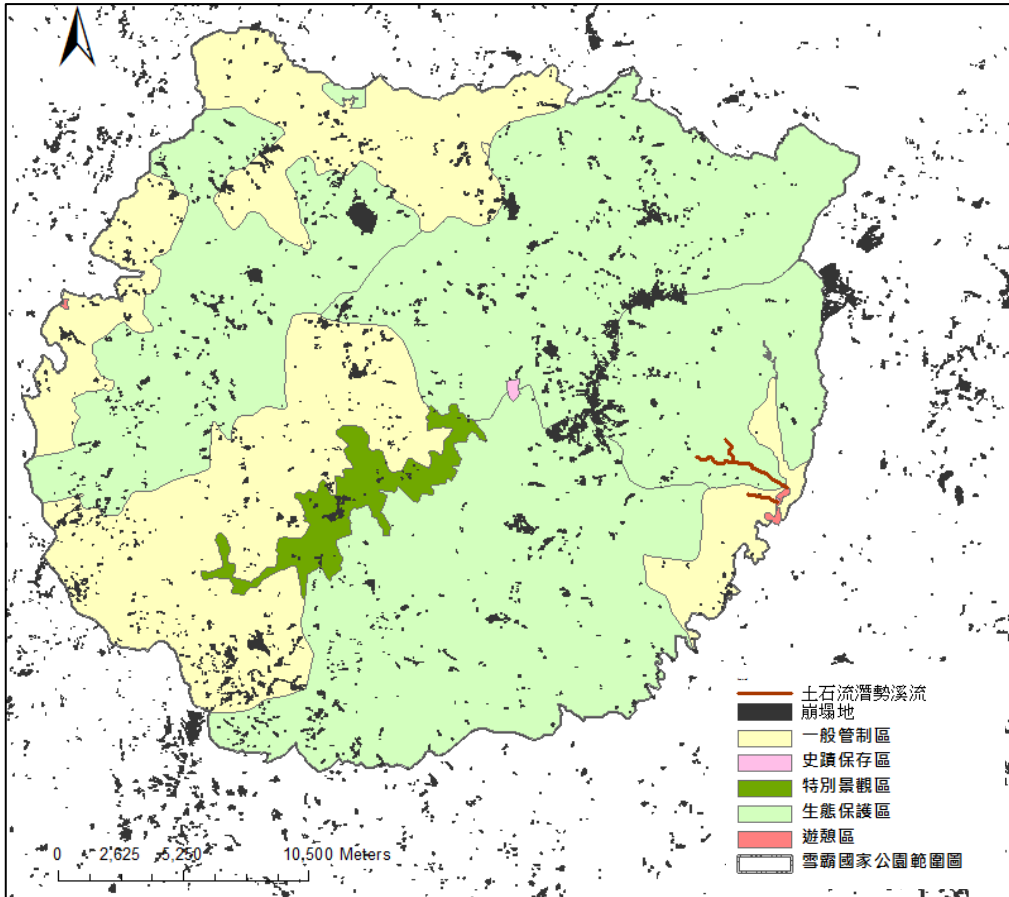 土石流潛勢溪流
崩塌地
一般管制區
史蹟保存區
特別景觀區
生態保護區
遊憩區
雪霸國家公園範圍圖
0 2,625 5,250 10,500 Meters